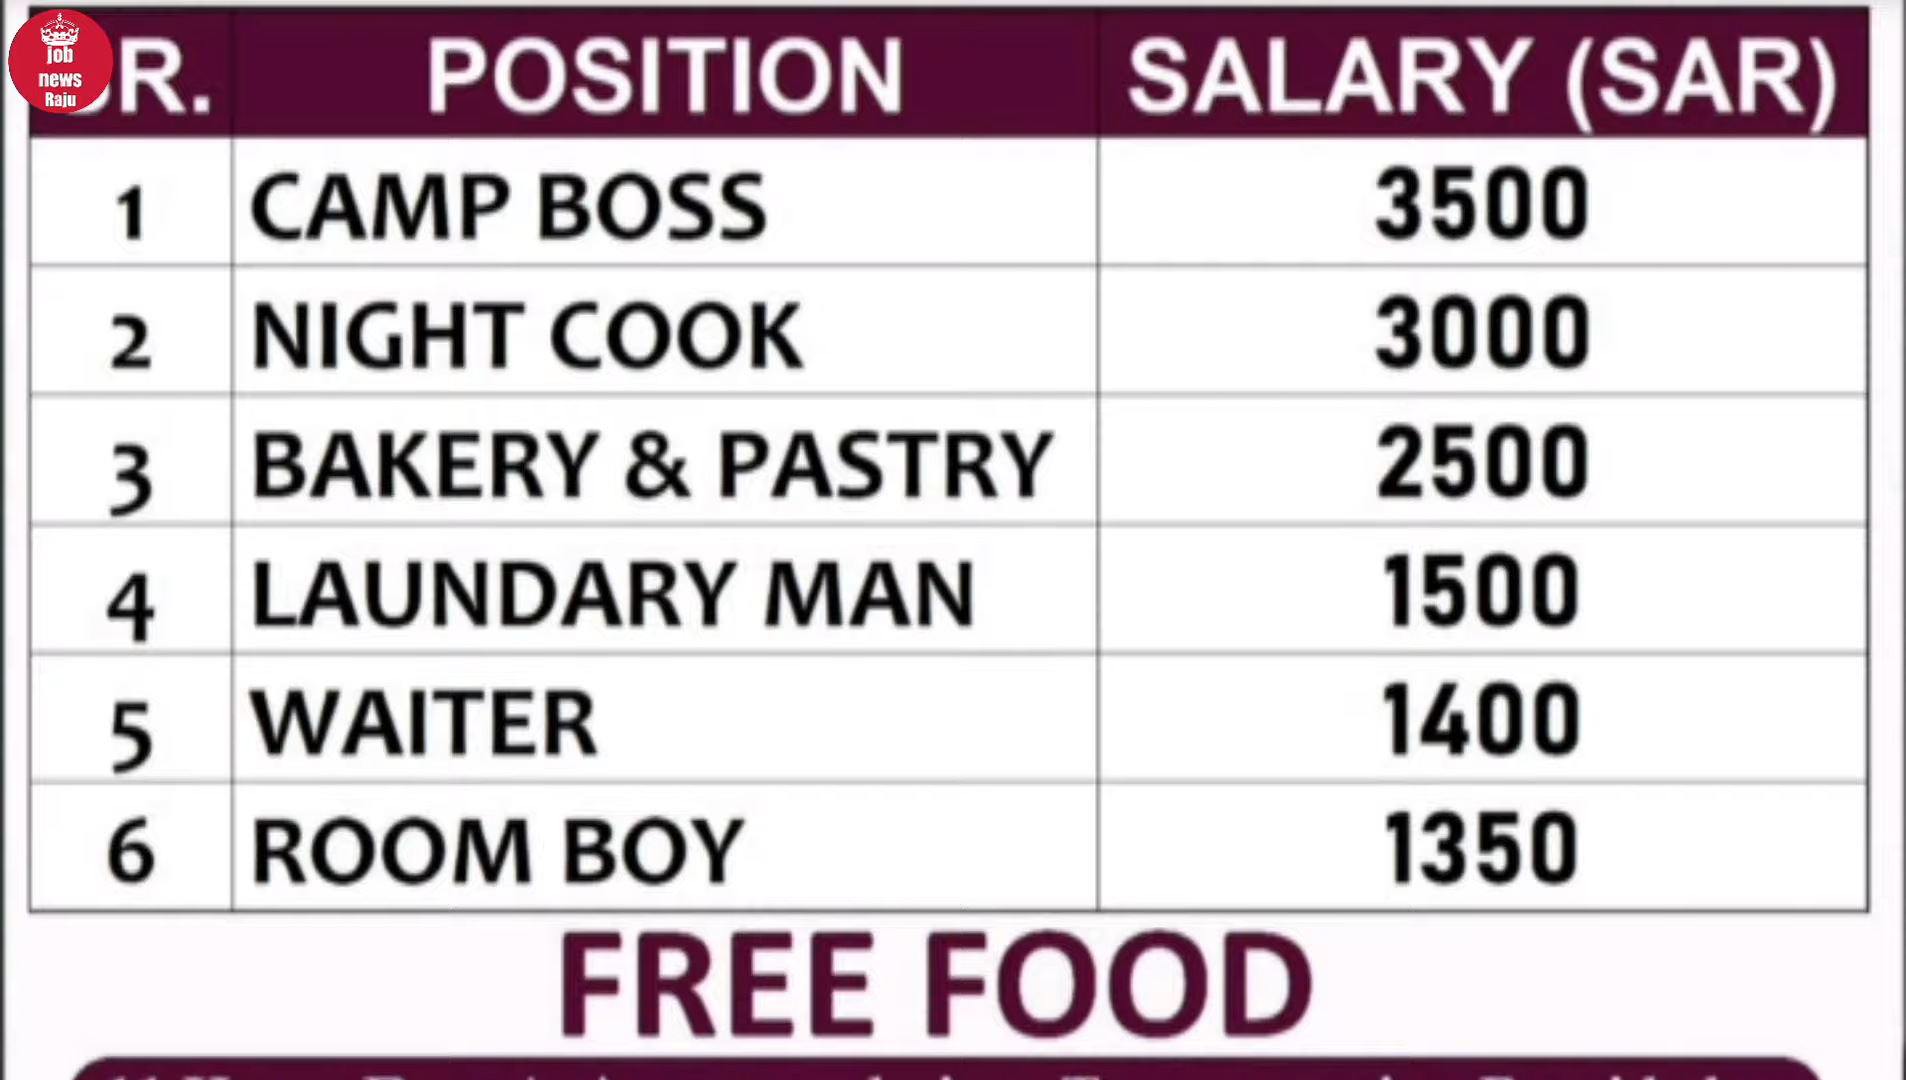 job
news
Raju
R. POSITION SALARY (SAR)
1 CAMP BOSS 3500
2 NIGHT COOK 3000
3 BAKERY & PASTRY 2500
4 LAUNDARY MAN 1500
5 WAITER 1400
6 ROOM BOY 1350
FREE FOOD